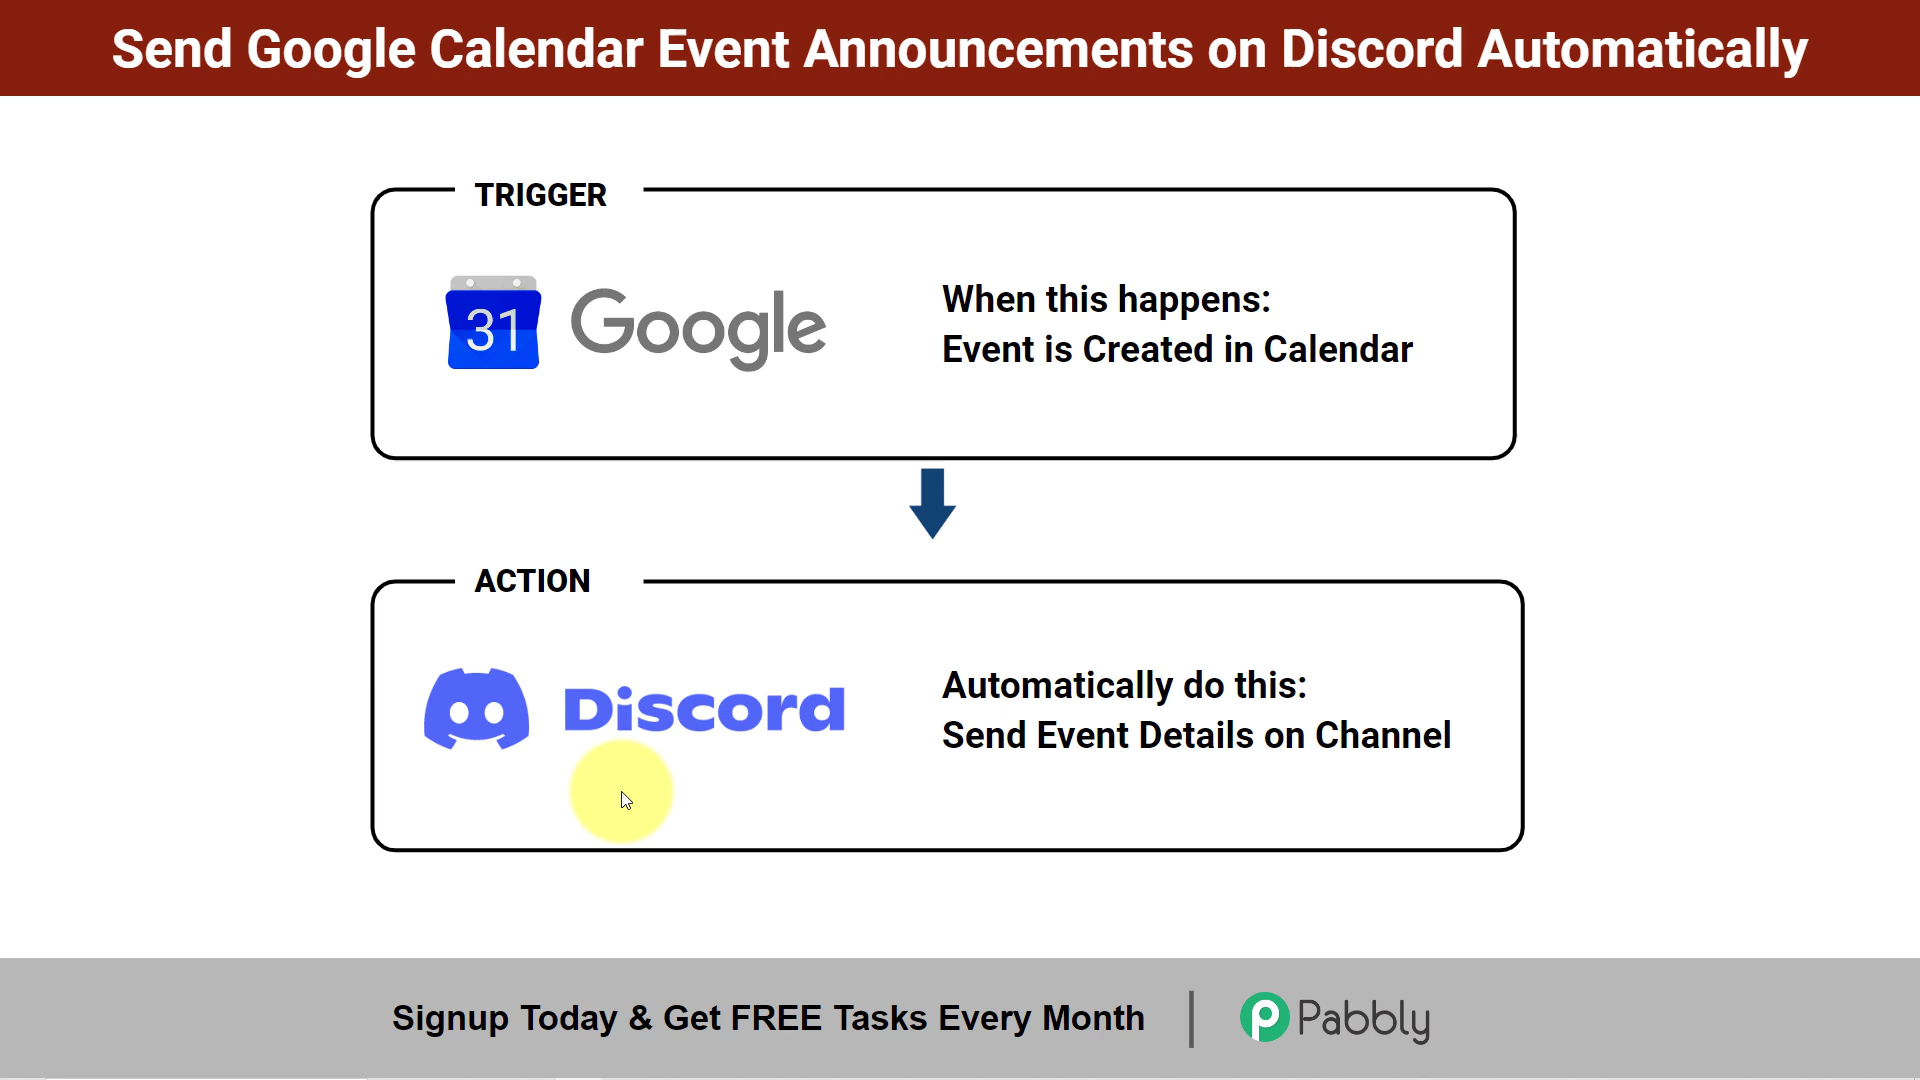 Send Google Calendar Event Announcements on Discord Automatically
TRIGGER
31
Google
When this happens:
Event is Created in Calendar
ACTION
Discord
Automatically do this:
Send Event Details on Channel
Signup Today & Get FREE Tasks Every Month
Pabbly